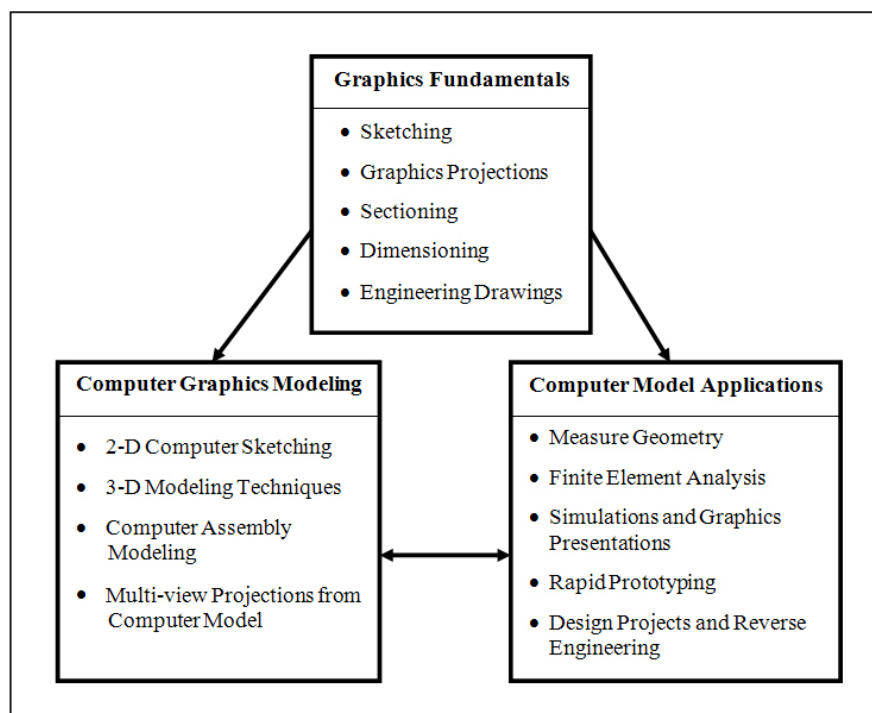 Graphics Fundamentals
• Sketching
• Graphics Projections
• Sectioning
• Dimensioning
• Engineering Drawings
Computer Graphics Modeling
• 2-D Computer Sketching
• 3-D Modeling Techniques
• Computer Assembly
Modeling
• Multi-view Projections from
Computer Model
Computer Model Applications
• Measure Geometry
• Finite Element Analysis
• Simulations and Graphics
Presentations
• Rapid Prototyping
• Design Projects and Reverse
Engineering